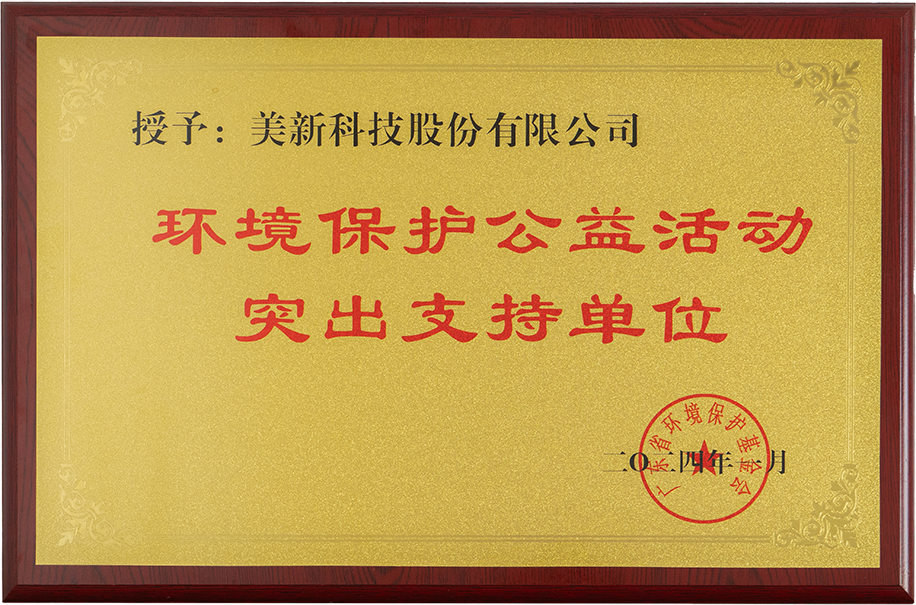 授予：美新科技股份有限公司
环境保护公益活动
突出支持单位
广东省环境保护基金会
二〇二四年一月